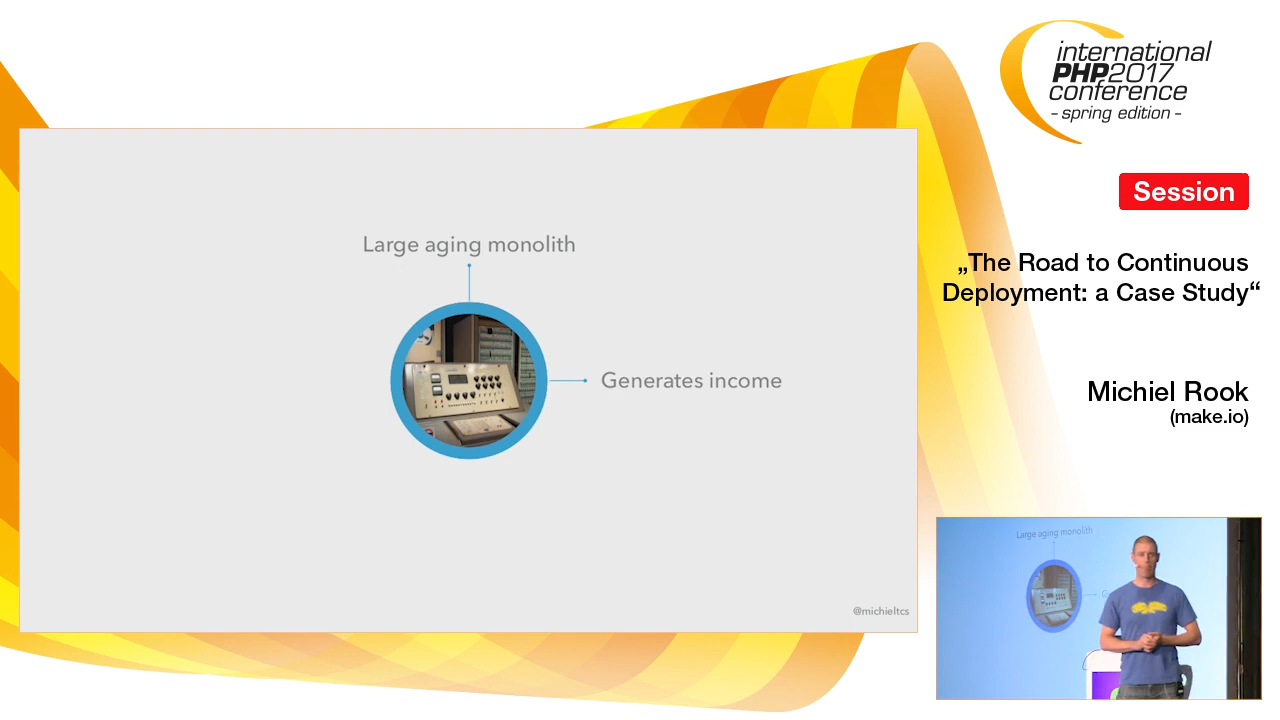 international
PHP2017
conference
- spring edition -
Session
„The Road to Continuous
Deployment: a Case Study“
Michiel Rook
(make.io)
Large aging monolith
Generates income
@michieltcs
Large aging monolith